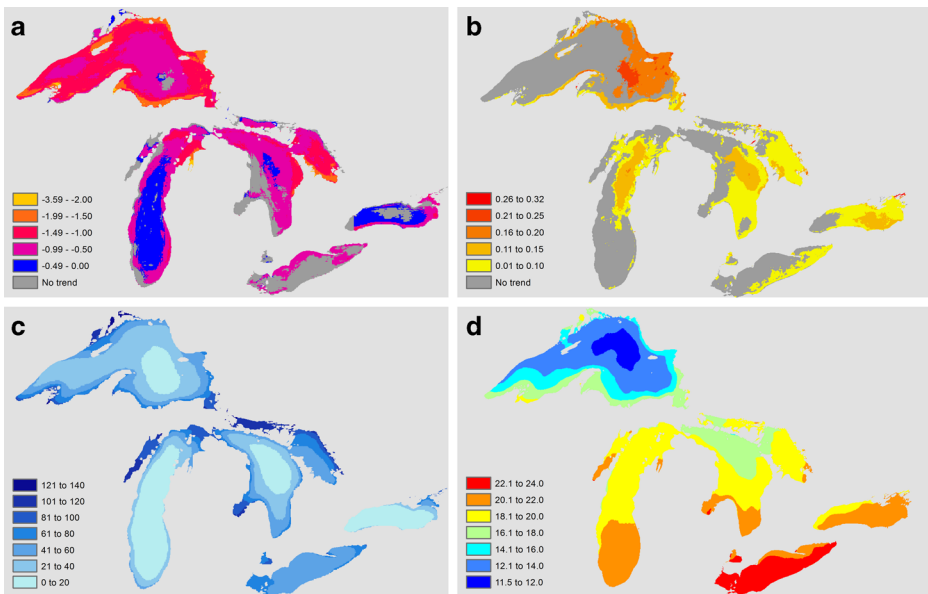 a
-3.59 - -2.00
-1.99 - -1.50
-1.49 - -1.00
-0.99 - -0.50
-0.49 - 0.00
No trend
b
0.26 to 0.32
0.21 to 0.25
0.16 to 0.20
0.11 to 0.15
0.01 to 0.10
No trend
c
121 to 140
101 to 120
81 to 100
61 to 80
41 to 60
21 to 40
0 to 20
d
22.1 to 24.0
20.1 to 22.0
18.1 to 20.0
16.1 to 18.0
14.1 to 16.0
12.1 to 14.0
11.5 to 12.0